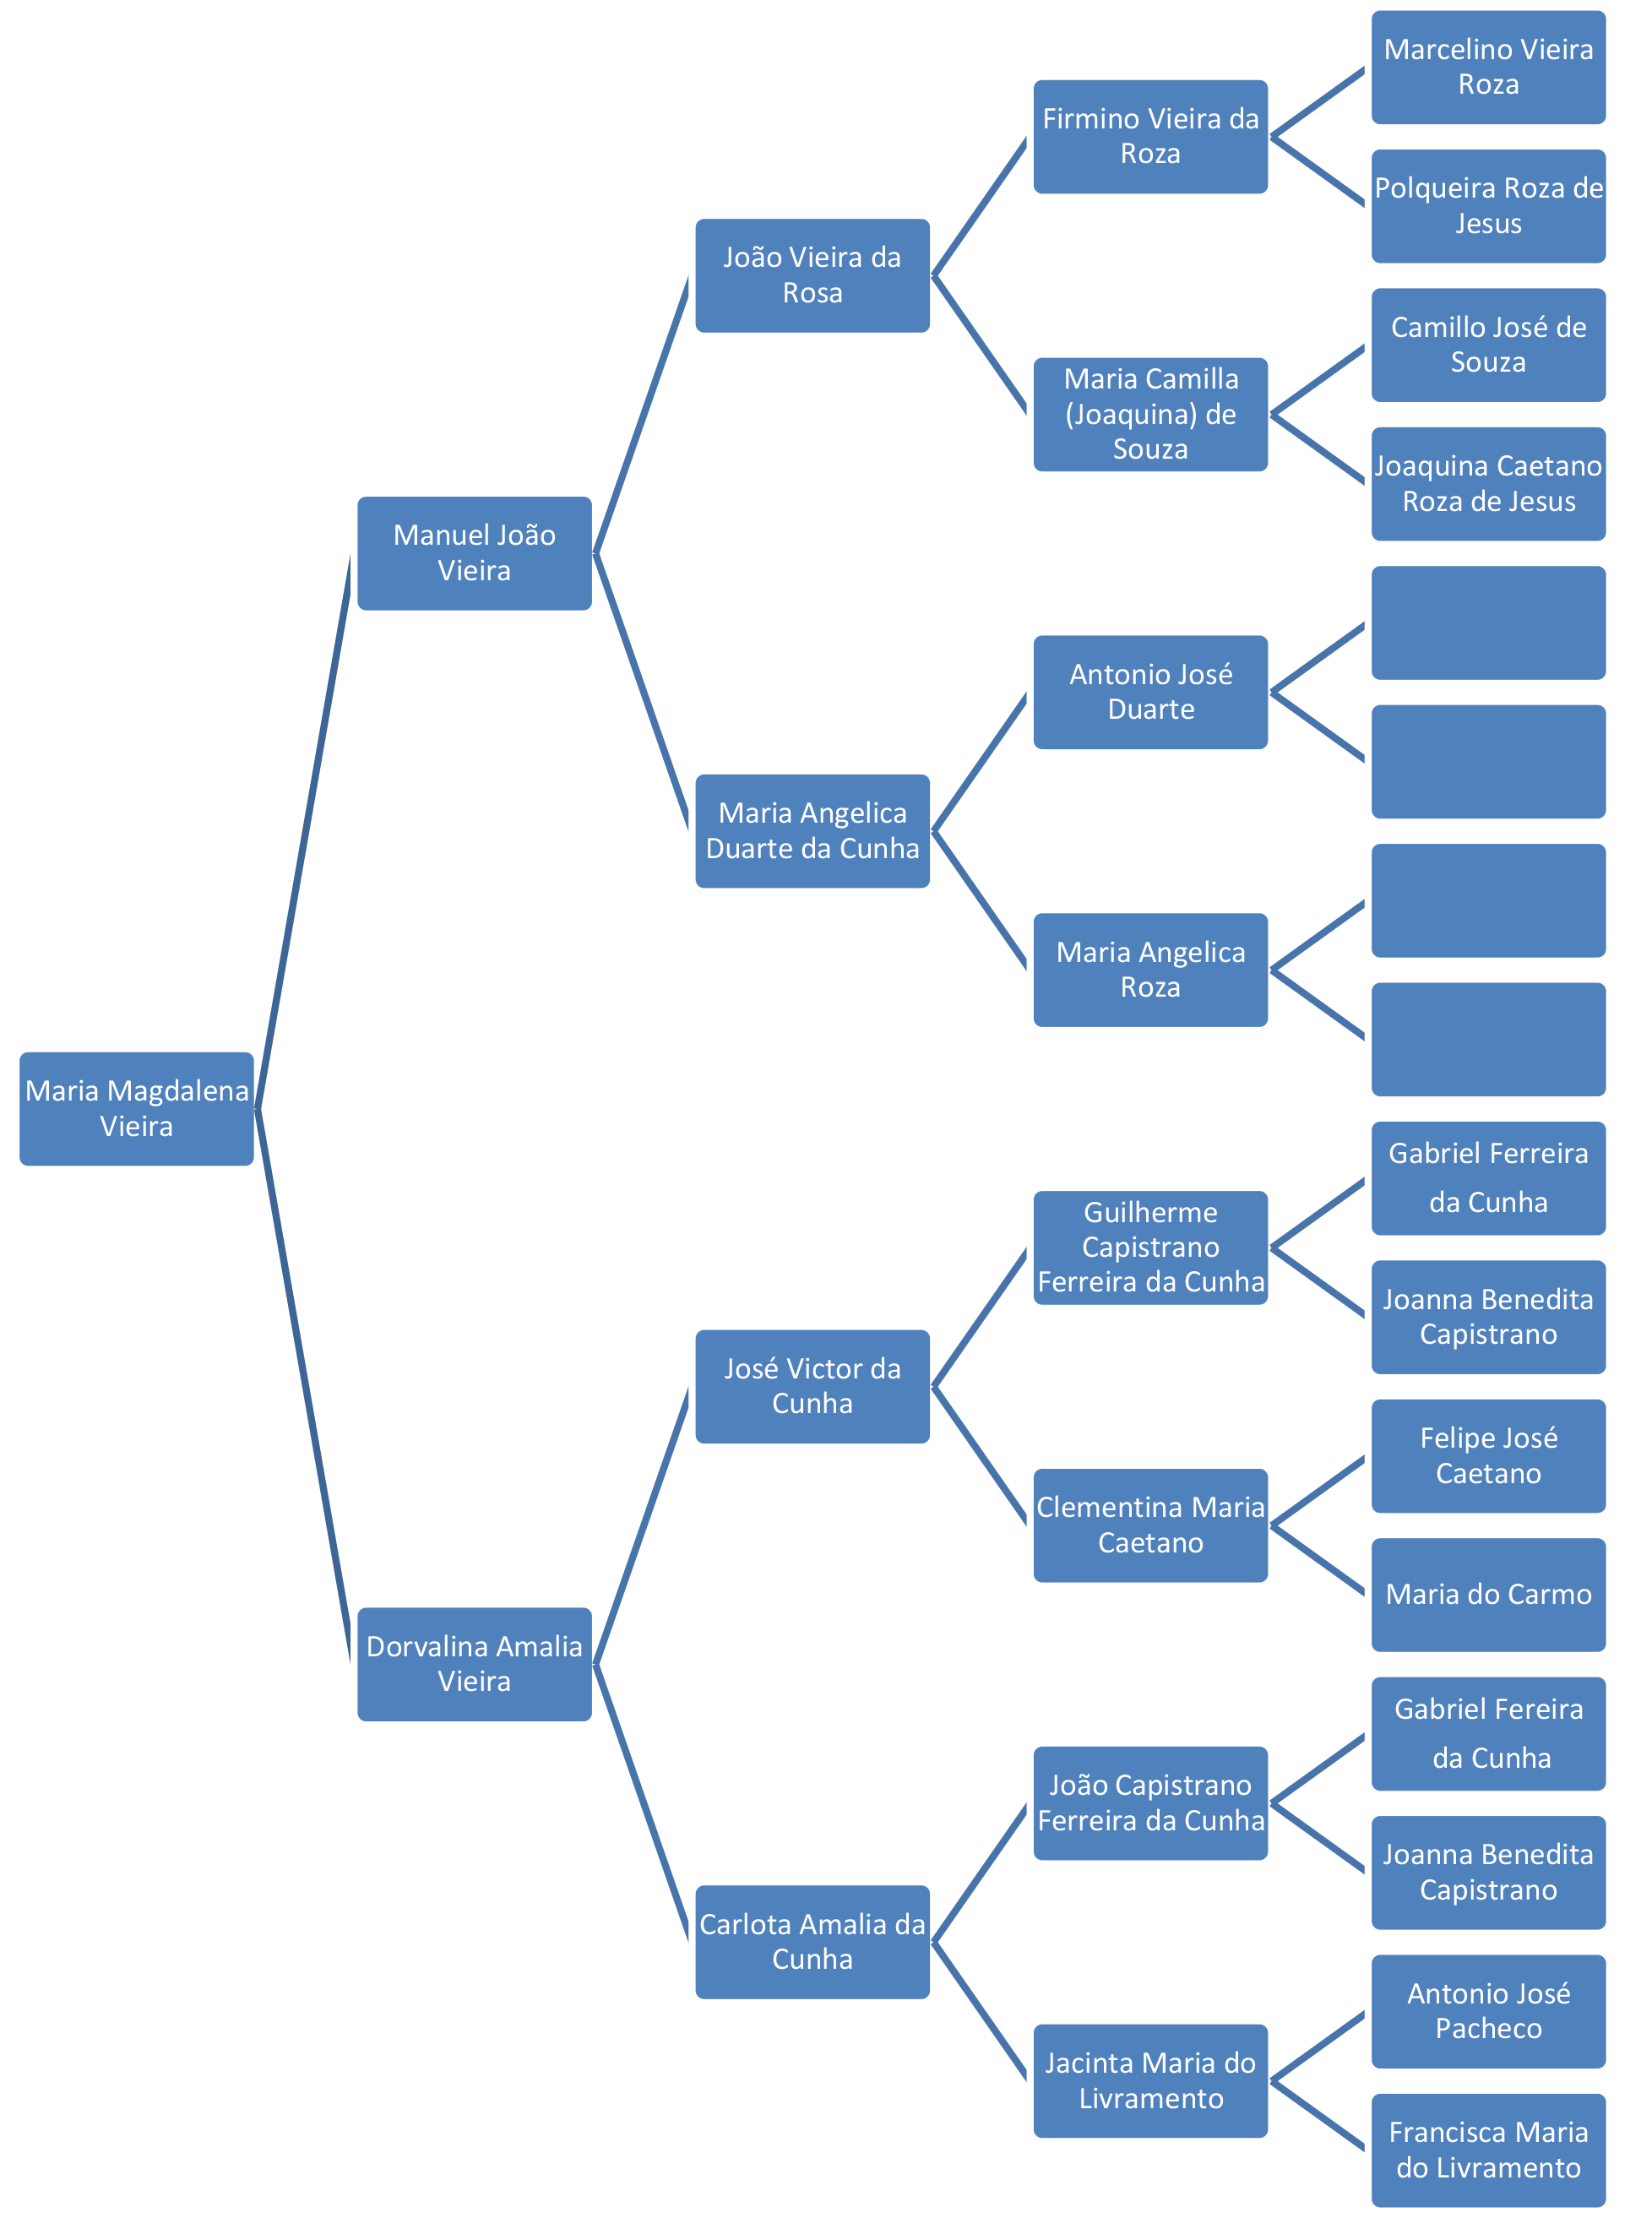 Marcelino Vieira
Roza
Firmino Vieira da
Roza
Polqueira Roza de
Jesus
João Vieira da
Rosa
Camillo José de
Souza
Maria Camilla
(Joaquina) de
Souza
Joaquina Caetano
Roza de Jesus
Manuel João
Vieira
Antonio José
Duarte
Maria Angelica
Duarte da Cunha
Maria Angelica
Roza
Maria Magdalena
Vieira
Gabriel Ferreira
da Cunha
Guilherme
Capistrano
Ferreira da Cunha
Joanna Benedita
Capistrano
José Victor da
Cunha
Felipe José
Caetano
Clementina Maria
Caetano
Maria do Carmo
Dorvalina Amalia
Vieira
Gabriel Fereira
da Cunha
João Capistrano
Ferreira da Cunha
Joanna Benedita
Capistrano
Carlota Amalia da
Cunha
Antonio José
Pacheco
Jacinta Maria do
Livramento
Francisca Maria
do Livramento